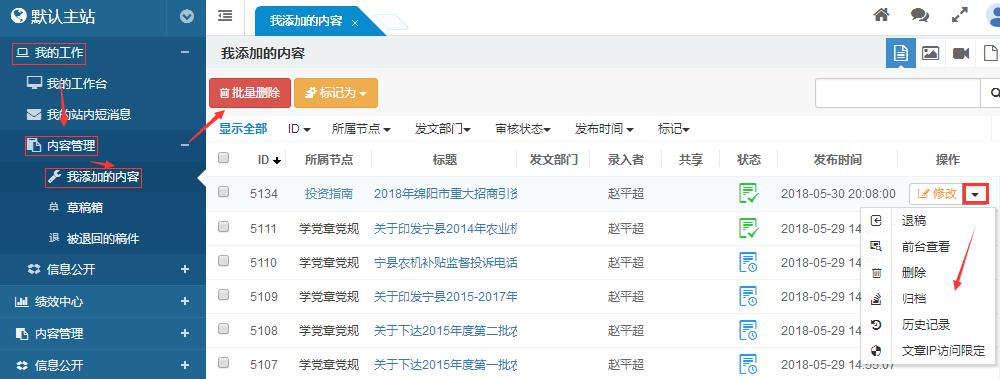 默认主站
我的工作
我的工作台
我的站内短消息
内容管理
我添加的内容
草稿箱
被退回的稿件
信息公开
绩效中心
内容管理
信息公开
我添加的内容 ×
我添加的内容
批量删除 标记为
显示全部 ID 所属节点 发文部门 审核状态 发布时间 标记
ID 所属节点 标题 发文部门 录入者 共享 状态 发布时间 操作
5134 投资指南 2018年绵阳市重大招商引资 赵平超 2018-05-30 20:08:00 修改
5111 学党章党规 关于印发宁县2014年农业机 赵平超 2018-05-29 14
5110 学党章党规 宁县农机补贴监督投诉电话 赵平超 2018-05-29 14
5109 学党章党规 关于印发宁县2015-2017年 赵平超 2018-05-29 14
5108 学党章党规 关于下达2015年度第二批农 赵平超 2018-05-29 14
5107 学党章党规 关于下达2015年度第一批农 赵平超 2018-05-29 14:55:07
退稿
前台查看
删除
归档
历史记录
文章IP访问限定